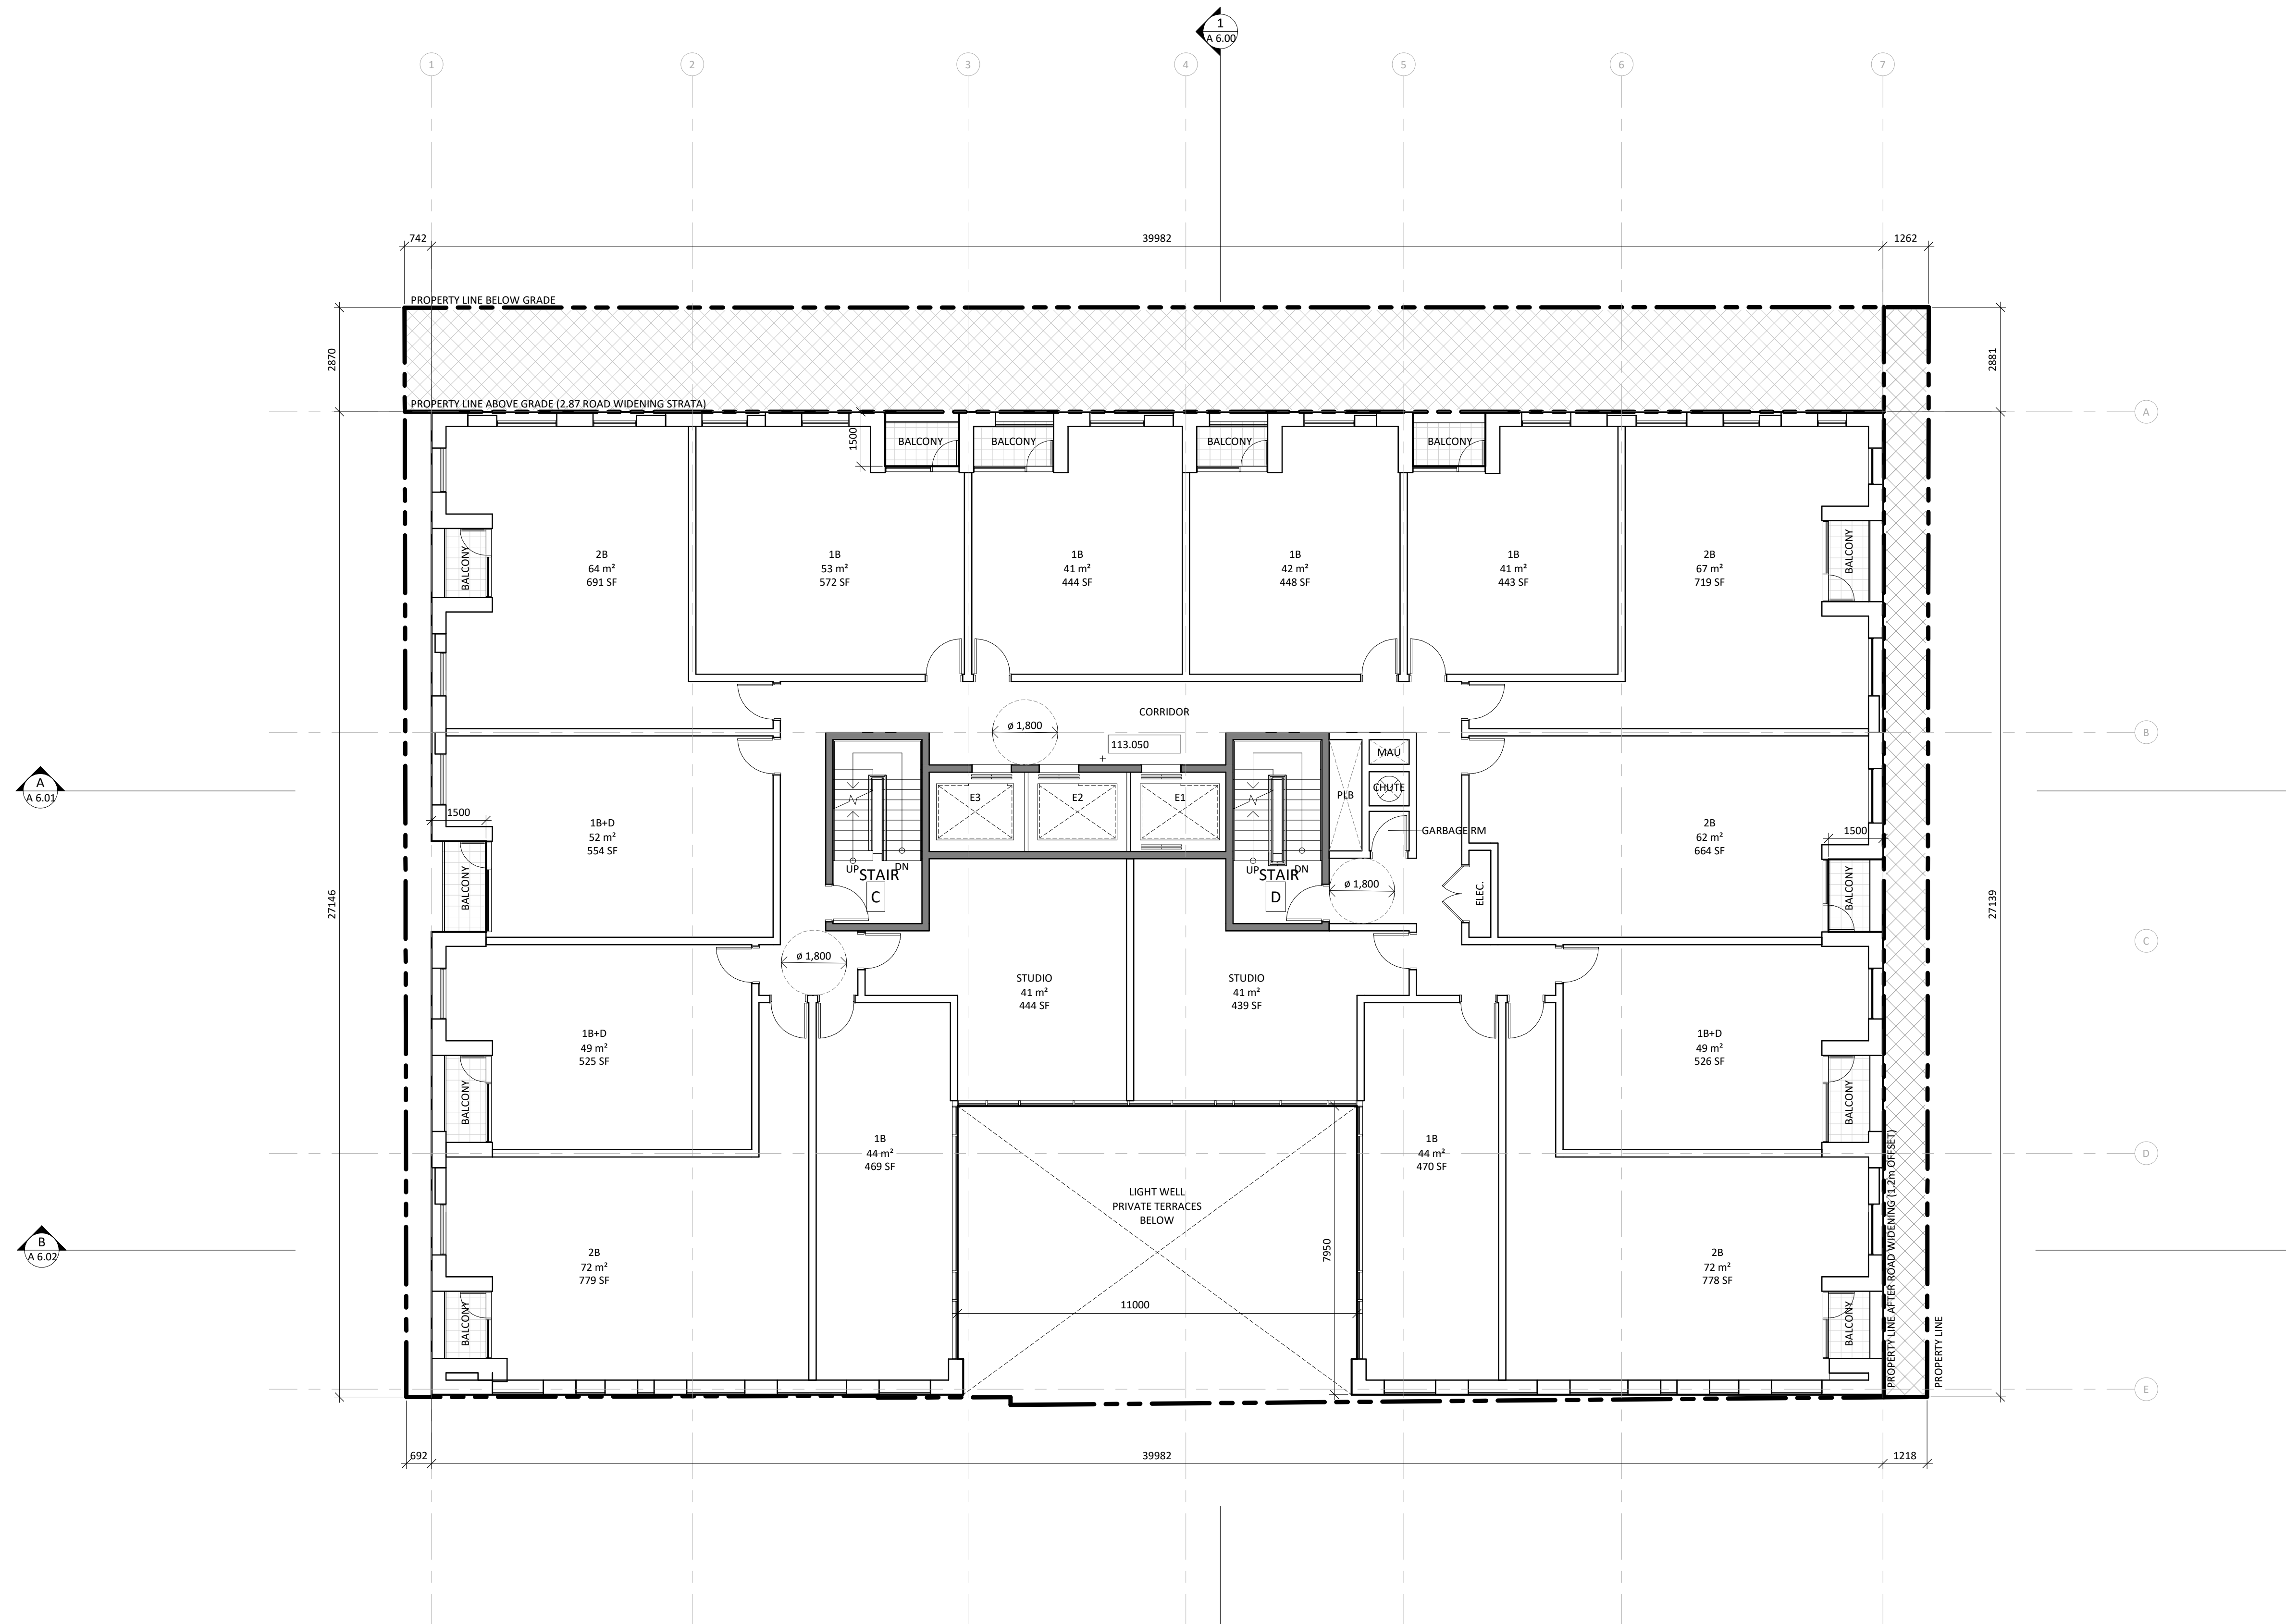 1
A 6.00
1
2
3
4
5
6
7
742
39982
1262
PROPERTY LINE BELOW GRADE
2870
2881
PROPERTY LINE ABOVE GRADE (2.87 ROAD WIDENING STRATA)
A
1500
BALCONY
BALCONY
BALCONY
BALCONY
BALCONY
BALCONY
2B
64 m²
691 SF
1B
53 m²
572 SF
1B
41 m²
444 SF
1B
42 m²
448 SF
1B
41 m²
443 SF
2B
67 m²
719 SF
CORRIDOR
ø 1,800
113.050
B
MAU
CHUTE
PLB
GARBAGE RM
E3
E2
E1
A
A 6.01
1500
1B+D
52 m²
554 SF
2B
62 m²
664 SF
1500
UP
DN
STAIR
C
UP
DN
STAIR
D
ø 1,800
ELEC.
BALCONY
BALCONY
27146
27139
C
ø 1,800
STUDIO
41 m²
444 SF
STUDIO
41 m²
439 SF
1B+D
49 m²
525 SF
1B+D
49 m²
526 SF
BALCONY
BALCONY
1B
44 m²
469 SF
1B
44 m²
470 SF
D
LIGHT WELL
PRIVATE TERRACES
BELOW
7950
11000
B
A 6.02
2B
72 m²
779 SF
2B
72 m²
778 SF
BALCONY
BALCONY
PROPERTY LINE AFTER ROAD WIDENING (1.2m OFFSET)
PROPERTY LINE
E
692
39982
1218